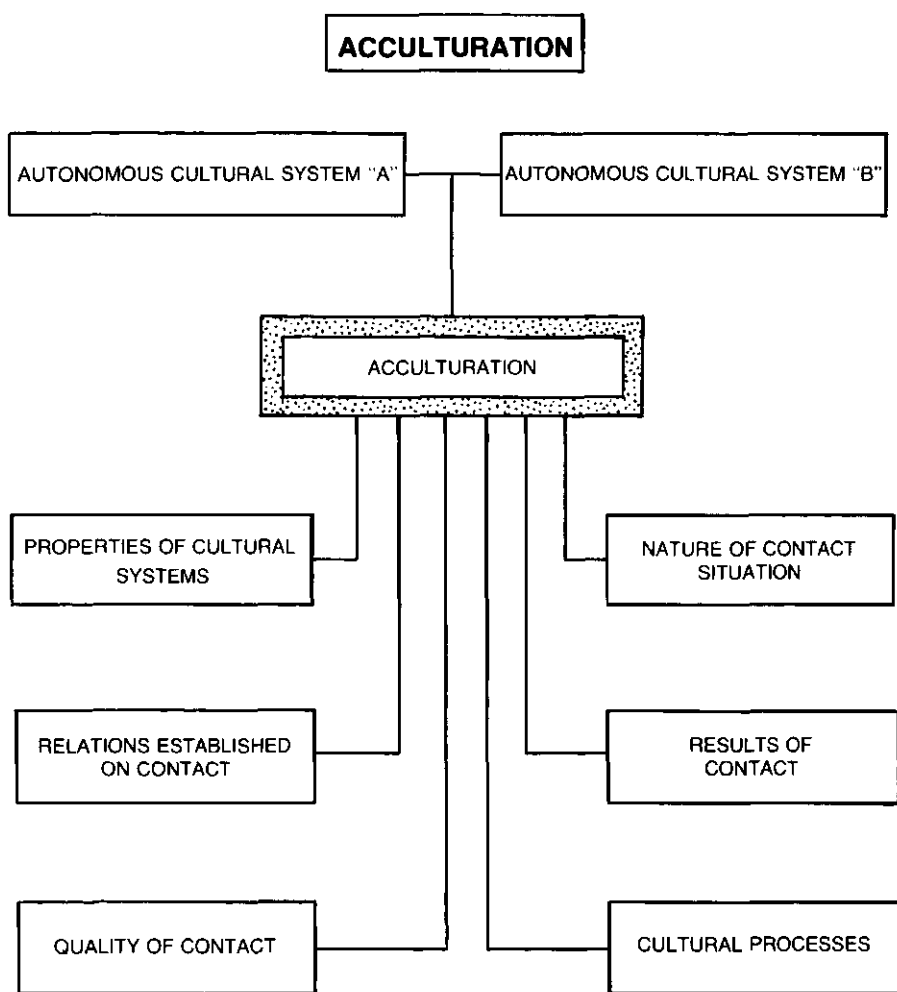 ACCULTURATION
AUTONOMOUS CULTURAL SYSTEM "A"
AUTONOMOUS CULTURAL SYSTEM "B"
ACCULTURATION
PROPERTIES OF CULTURAL
SYSTEMS
NATURE OF CONTACT
SITUATION
RELATIONS ESTABLISHED
ON CONTACT
RESULTS OF
CONTACT
QUALITY OF CONTACT
CULTURAL PROCESSES